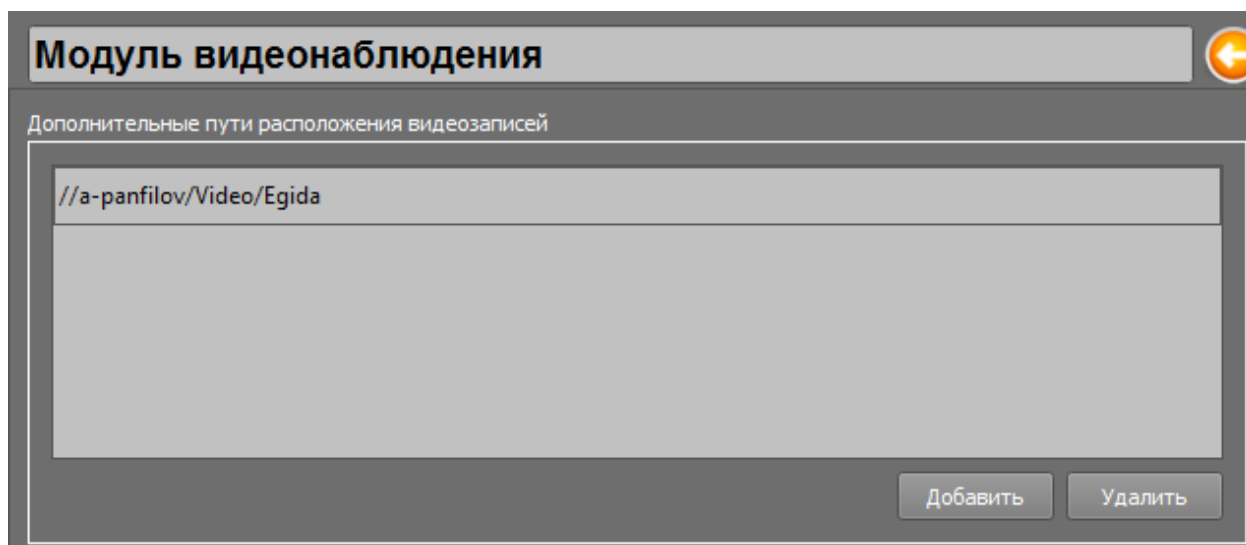 Модуль видеонаблюдения
Дополнительные пути расположения видеозаписей
//a-panfilov/Video/Egida
Добавить Удалить